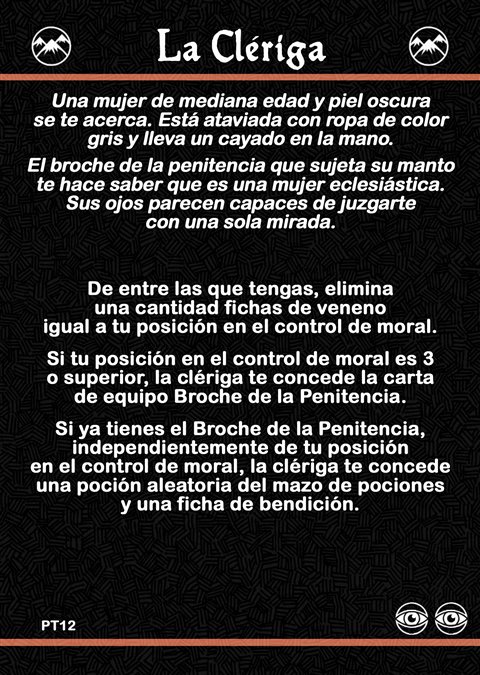 La Clériga
Una mujer de mediana edad y piel oscura
se te acerca. Está ataviada con ropa de color
gris y lleva un cayado en la mano.
El broche de la penitencia que sujeta su manto
te hace saber que es una mujer eclesiástica.
Sus ojos parecen capaces de juzgarte
con una sola mirada.
De entre las que tengas, elimina
una cantidad fichas de veneno
igual a tu posición en el control de moral.
Si tu posición en el control de moral es 3
o superior, la clériga te concede la carta
de equipo Broche de la Penitencia.
Si ya tienes el Broche de la Penitencia,
independientemente de tu posición
en el control de moral, la clériga te concede
una poción aleatoria del mazo de pociones
y una ficha de bendición.
PT12